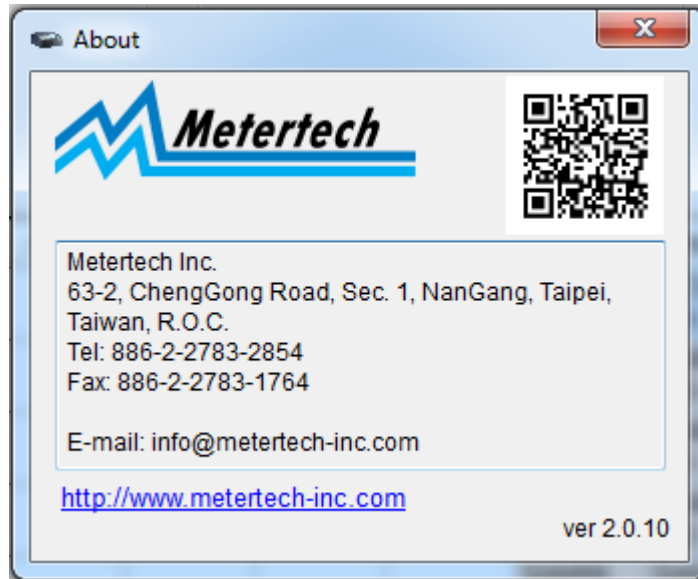 About
Metertech
Metertech Inc.
63-2, ChengGong Road, Sec. 1, NanGang, Taipei,
Taiwan, R.O.C.
Tel: 886-2-2783-2854
Fax: 886-2-2783-1764
E-mail: info@metertech-inc.com
http://www.metertech-inc.com
ver 2.0.10